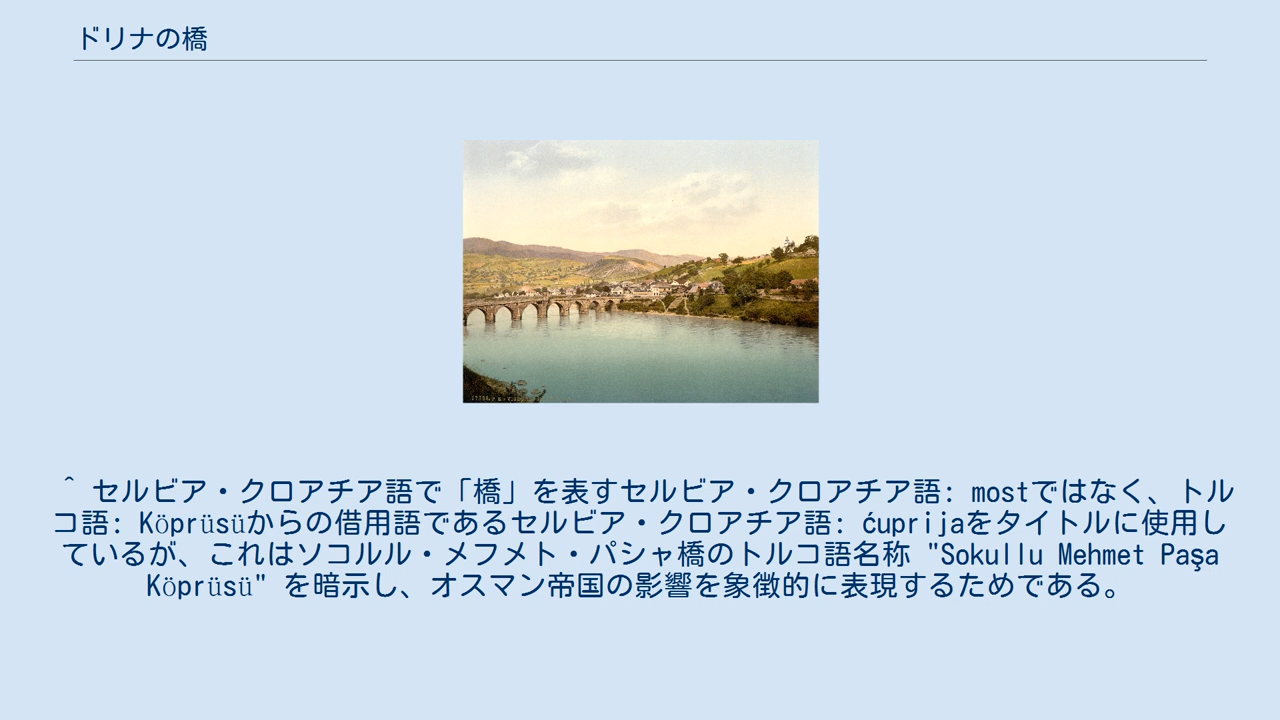 ドリナの橋
^ セルビア・クロアチア語で「橋」を表すセルビア・クロアチア語: mostではなく、トル
コ語: Köprüsüからの借用語であるセルビア・クロアチア語: ćuprijaをタイトルに使用し
ているが、これはソコルル・メフメト・パシャ橋のトルコ語名称 "Sokullu Mehmet Paşa
Köprüsü" を暗示し、オスマン帝国の影響を象徴的に表現するためである。